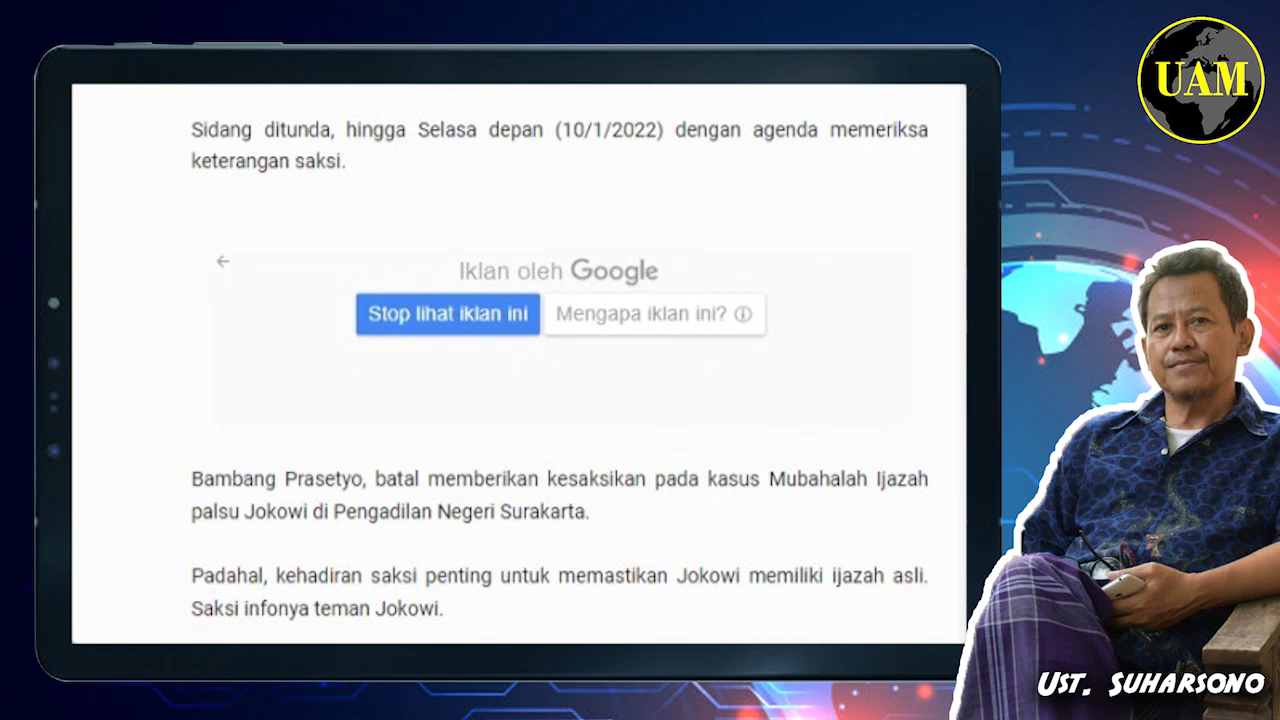 UAM
Sidang ditunda, hingga Selasa depan (10/1/2022) dengan agenda memeriksa
keterangan saksi.
Iklan oleh Google
Stop lihat iklan ini
Mengapa iklan ini?
Bambang Prasetyo, batal memberikan kesaksikan pada kasus Mubahalah Ijazah
palsu Jokowi di Pengadilan Negeri Surakarta.
Padahal, kehadiran saksi penting untuk memastikan Jokowi memiliki ijazah asli.
Saksi infonya teman Jokowi.
UST. SUHARSONO